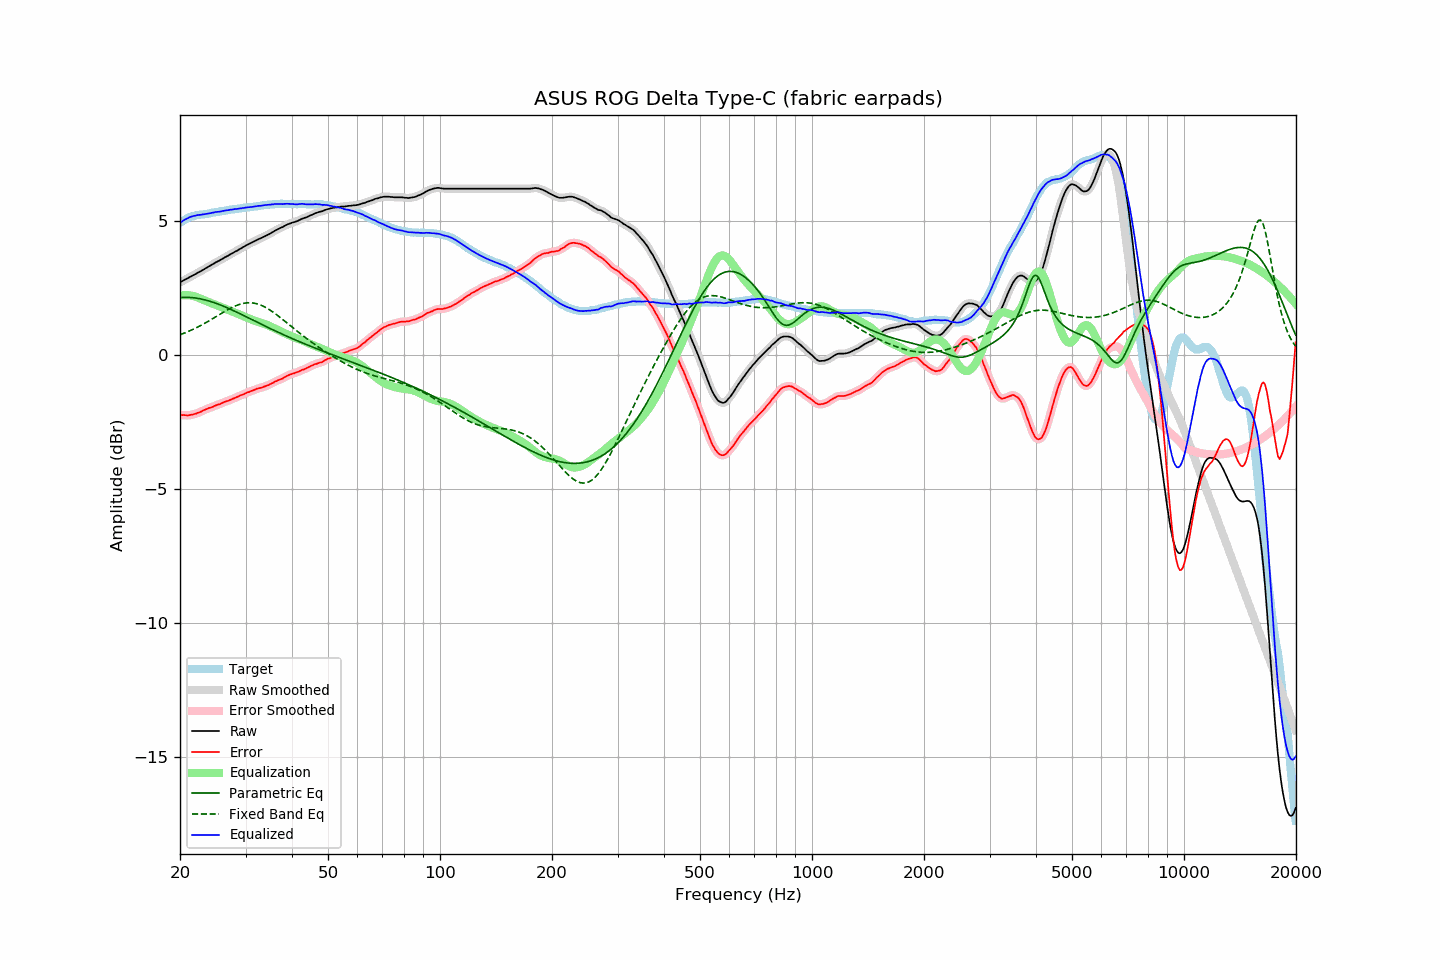 ASUS ROG Delta Type-C (fabric earpads)
Amplitude (dBr)
5
0
−5
−10
−15
Target
Raw Smoothed
Error Smoothed
Raw
Error
Equalization
Parametric Eq
Fixed Band Eq
Equalized
20 50 100 200 500 1000 2000 5000 10000 20000
Frequency (Hz)